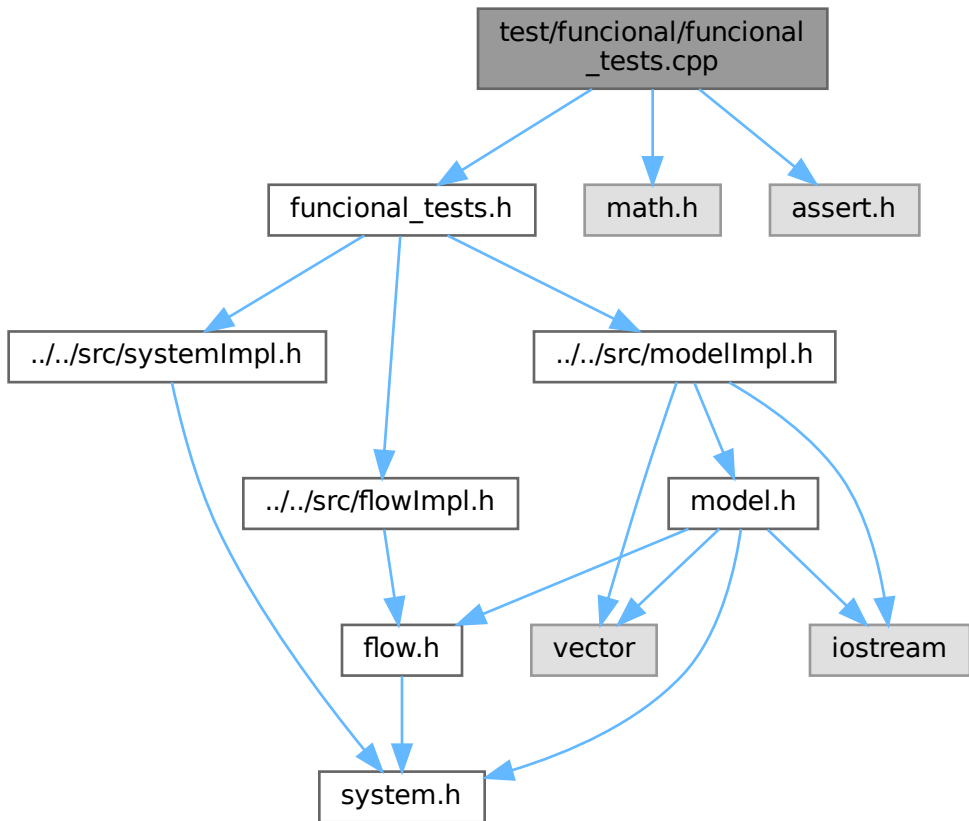 test/funcional/funcional
_tests.cpp
funcional_tests.h
math.h
assert.h
../../src/systemImpl.h
../../src/modelImpl.h
../../src/flowImpl.h
model.h
flow.h
vector
iostream
system.h